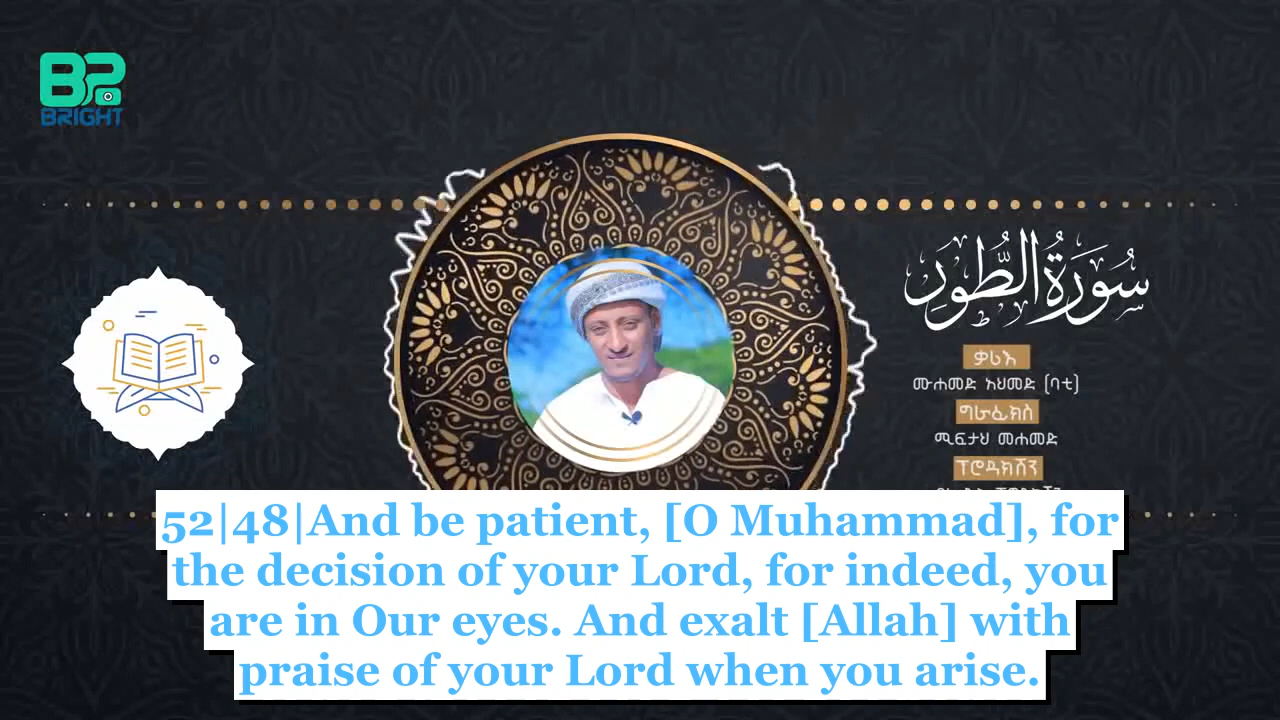 BP
BRIGHT
سُورَةُ الطُّورِ
ቃሪእ
ሙሐመድ አህመድ (ባቲ)
ግራፊክስ
ሚፍታህ መሐመድ
ፕሮዳክሽን
52|48|And be patient, [O Muhammad], for
the decision of your Lord, for indeed, you
are in Our eyes. And exalt [Allah] with
praise of your Lord when you arise.